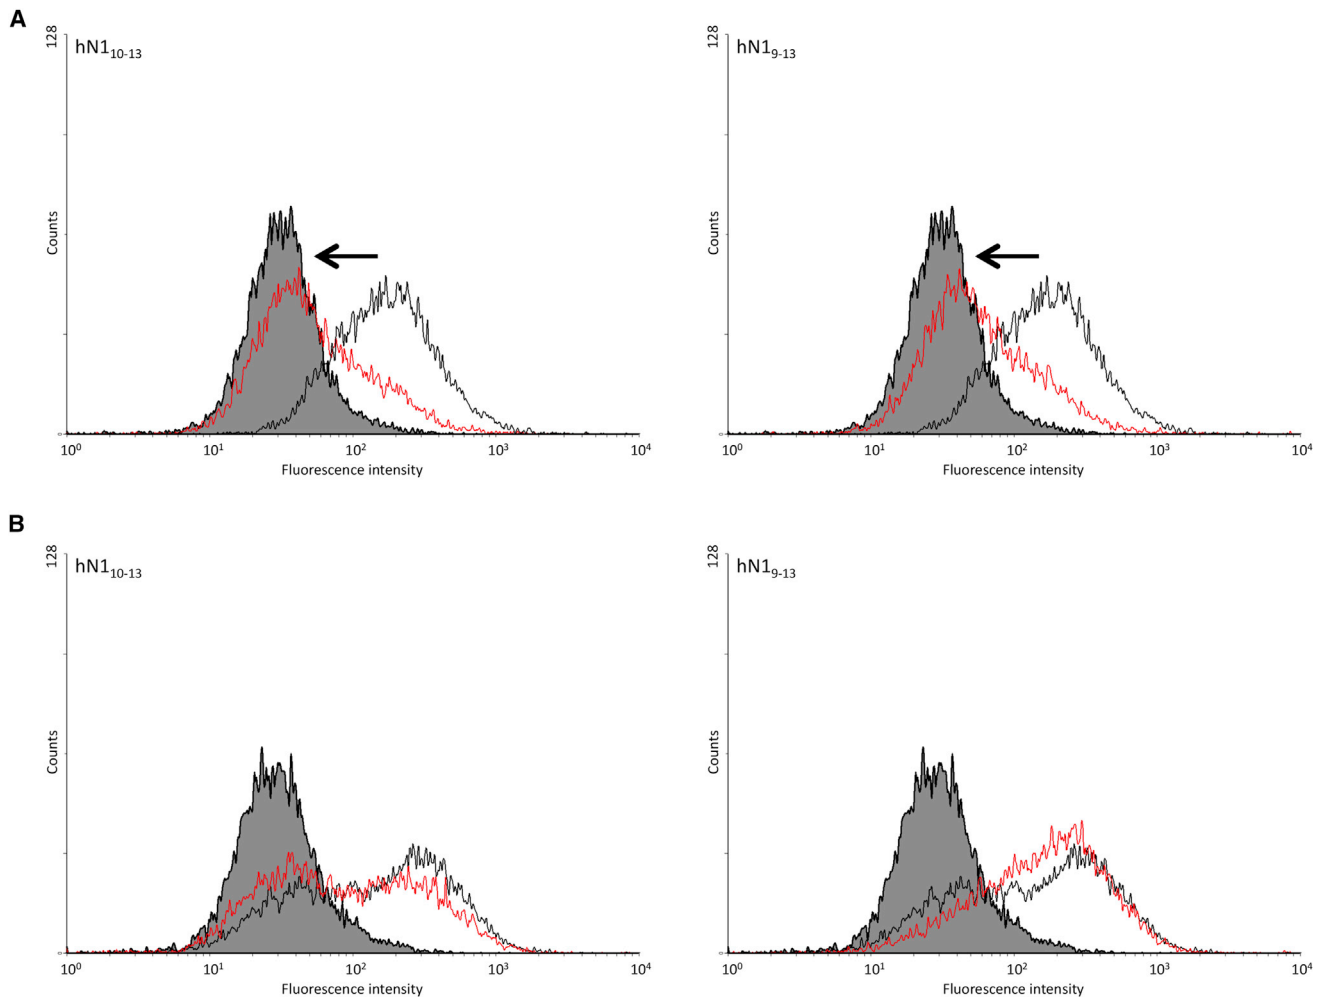 A
128
hN110-13
Counts
10⁰ 10¹ 10² 10³ 10⁴
Fluorescence intensity
128
hN19-13
Counts
10⁰ 10¹ 10² 10³ 10⁴
Fluorescence intensity
B
128
hN110-13
Counts
10⁰ 10¹ 10² 10³ 10⁴
Fluorescence intensity
128
hN19-13
Counts
10⁰ 10¹ 10² 10³ 10⁴
Fluorescence intensity